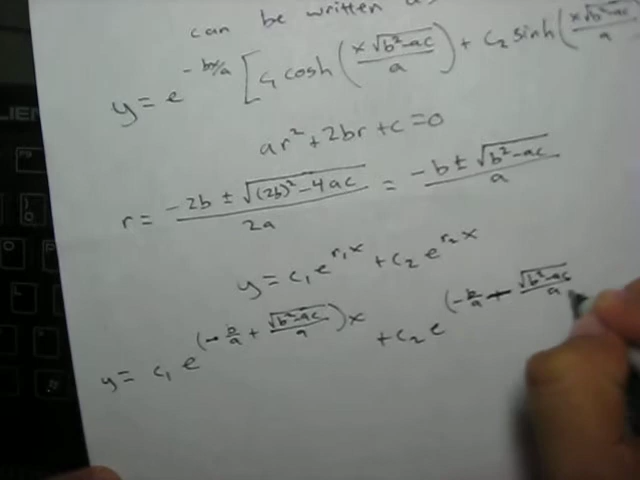 can be written
y = e^{-bx/a} [ c₁ cosh ( x√(b²-ac) / a ) + c₂ sinh ( x√(b²-ac) / a
ar² + 2br + c = 0
r = (-2b ± √((2b)² - 4ac)) / 2a = (-b ± √(b²-ac)) / a
y = c₁ e^{r₁x} + c₂ e^{r₂x}
y = c₁ e^{(-b/a + √(b²-ac)/a)x} + c₂ e^{(-b/a - √(b²-ac)/a}